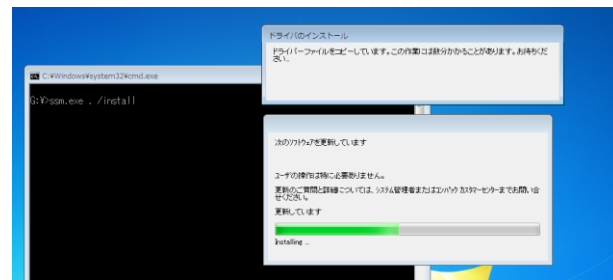 ドライバのインストール
ドライバーファイルをコピーしています。この作業には数分かかることがあります。お待ちくだ
さい。
C:¥Windows¥system32¥cmd.exe
G:¥>ssm.exe . /install
次のソフトウェアを更新しています
ユーザの操作は特に必要ありません。
更新のご質問と詳細については、システム管理者またはコンパック カスタマーセンターまでお問い合
せください。
更新しています
Installing ...